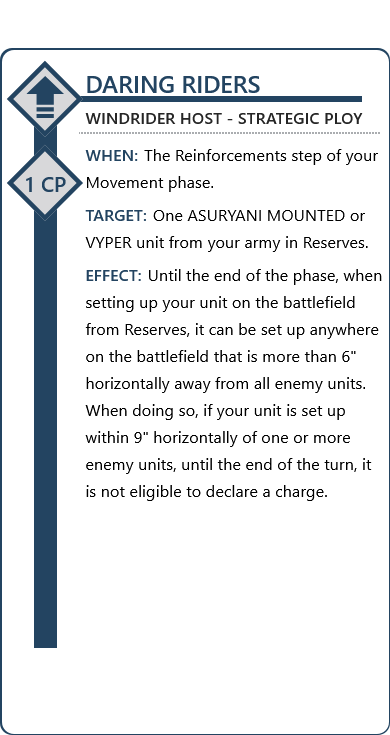 DARING RIDERS
WINDRIDER HOST - STRATEGIC PLOY
WHEN: The Reinforcements step of your
1 CP
Movement phase.
TARGET: One ASURYANI MOUNTED or
VYPER unit from your army in Reserves.
EFFECT: Until the end of the phase, when
setting up your unit on the battlefield
from Reserves, it can be set up anywhere
on the battlefield that is more than 6"
horizontally away from all enemy units.
When doing so, if your unit is set up
within 9" horizontally of one or more
enemy units, until the end of the turn, it
is not eligible to declare a charge.